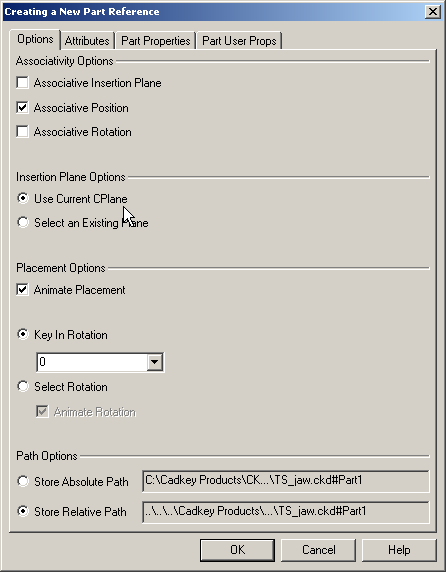 Creating a New Part Reference
Options Attributes Part Properties Part User Props
Associativity Options
Associative Insertion Plane
Associative Position
Associative Rotation
Insertion Plane Options
Use Current CPlane
Select an Existing Plane
Placement Options
Animate Placement
Key In Rotation
0
Select Rotation
Animate Rotation
Path Options
Store Absolute Path C:\Cadkey Products\CK...\TS_jaw.ckd#Part1
Store Relative Path ..\..\..\Cadkey Products\...\TS_jaw.ckd#Part1
OK Cancel Help